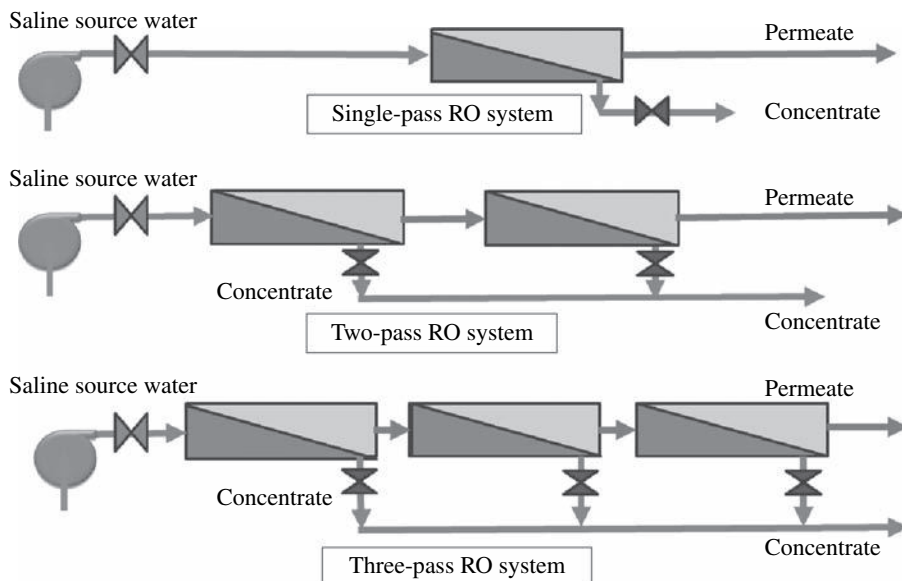 Saline source water
Permeate
Single-pass RO system
Concentrate
Saline source water
Permeate
Concentrate
Concentrate
Two-pass RO system
Saline source water
Permeate
Concentrate
Concentrate
Three-pass RO system